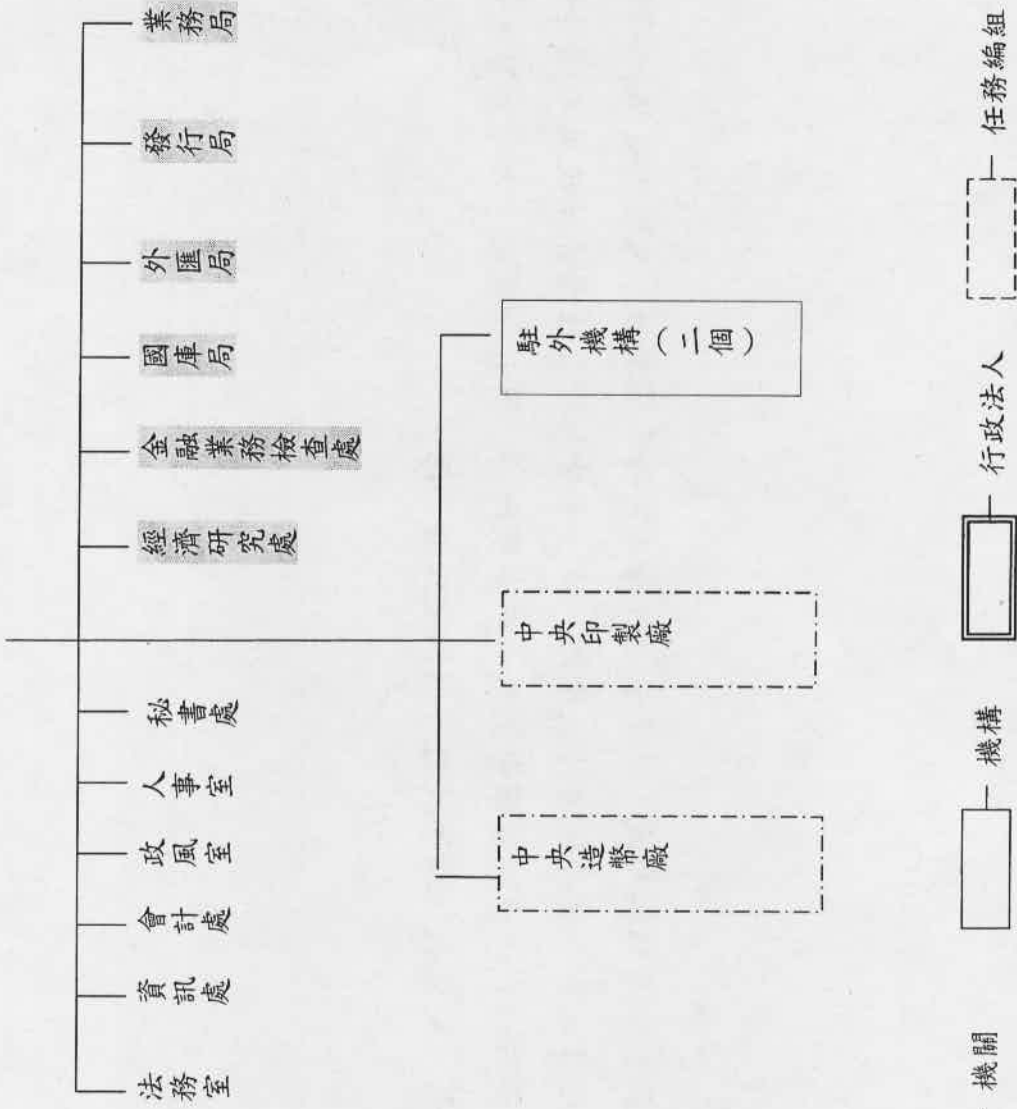 業務局
發行局
外匯局
國庫局
金融業務檢查處
經濟研究處
秘書處
人事室
政風室
會計處
資訊處
法務室
駐外機構（二個）
中央印製廠
中央造幣廠
機關
機構
行政法人
任務編組